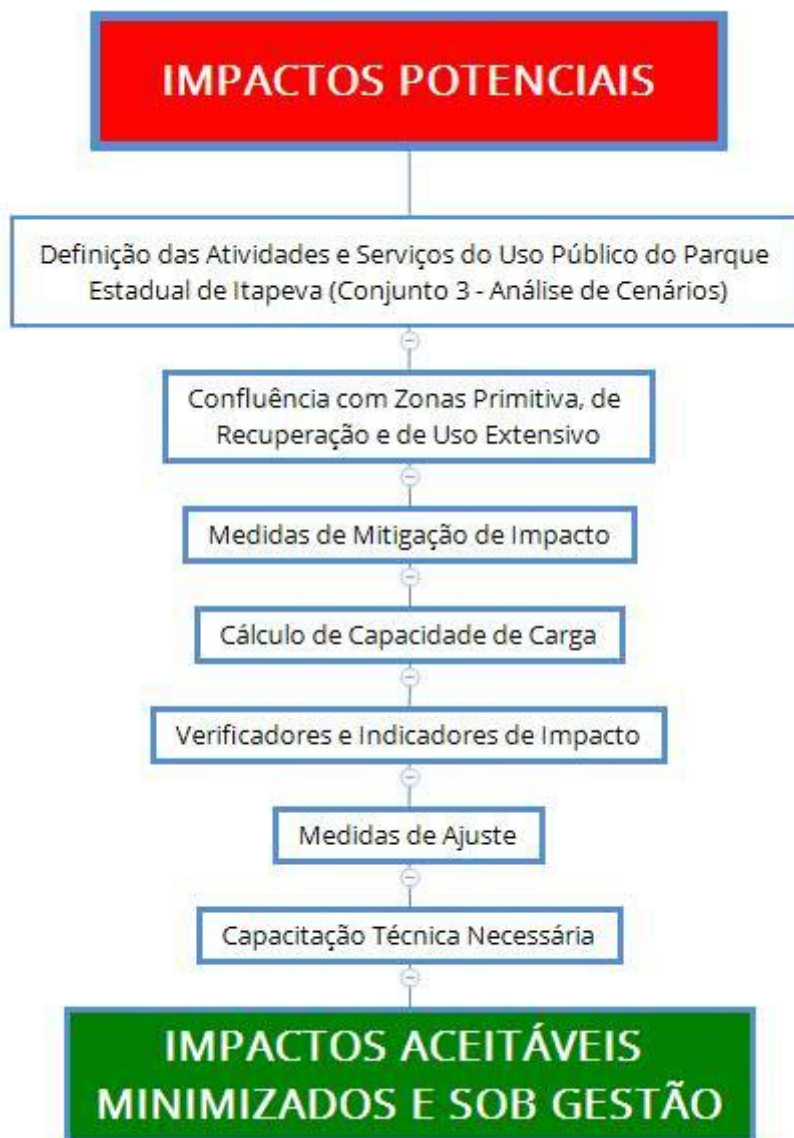 IMPACTOS POTENCIAIS
Definição das Atividades e Serviços do Uso Público do Parque
Estadual de Itapeva (Conjunto 3 - Análise de Cenários)
Confluência com Zonas Primitiva, de
Recuperação e de Uso Extensivo
Medidas de Mitigação de Impacto
Cálculo de Capacidade de Carga
Verificadores e Indicadores de Impacto
Medidas de Ajuste
Capacitação Técnica Necessária
IMPACTOS ACEITÁVEIS
MINIMIZADOS E SOB GESTÃO